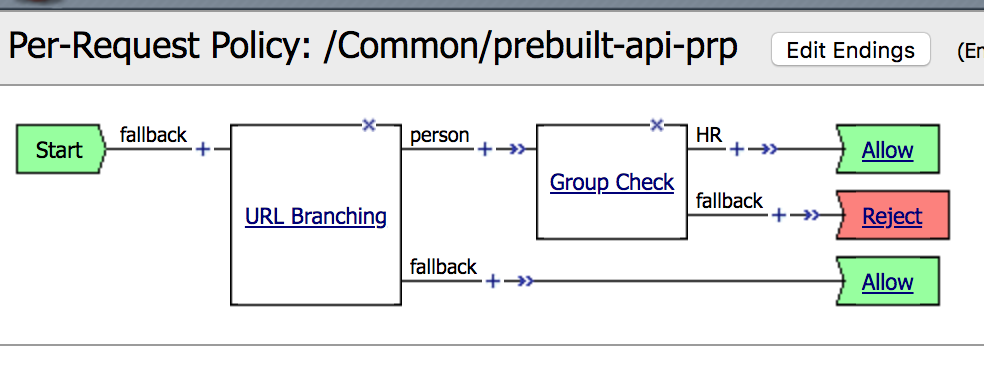 Per-Request Policy: /Common/prebuilt-api-prp Edit Endings (En
Start fallback + URL Branching person + Group Check HR + Allow
fallback + Reject
fallback + Allow